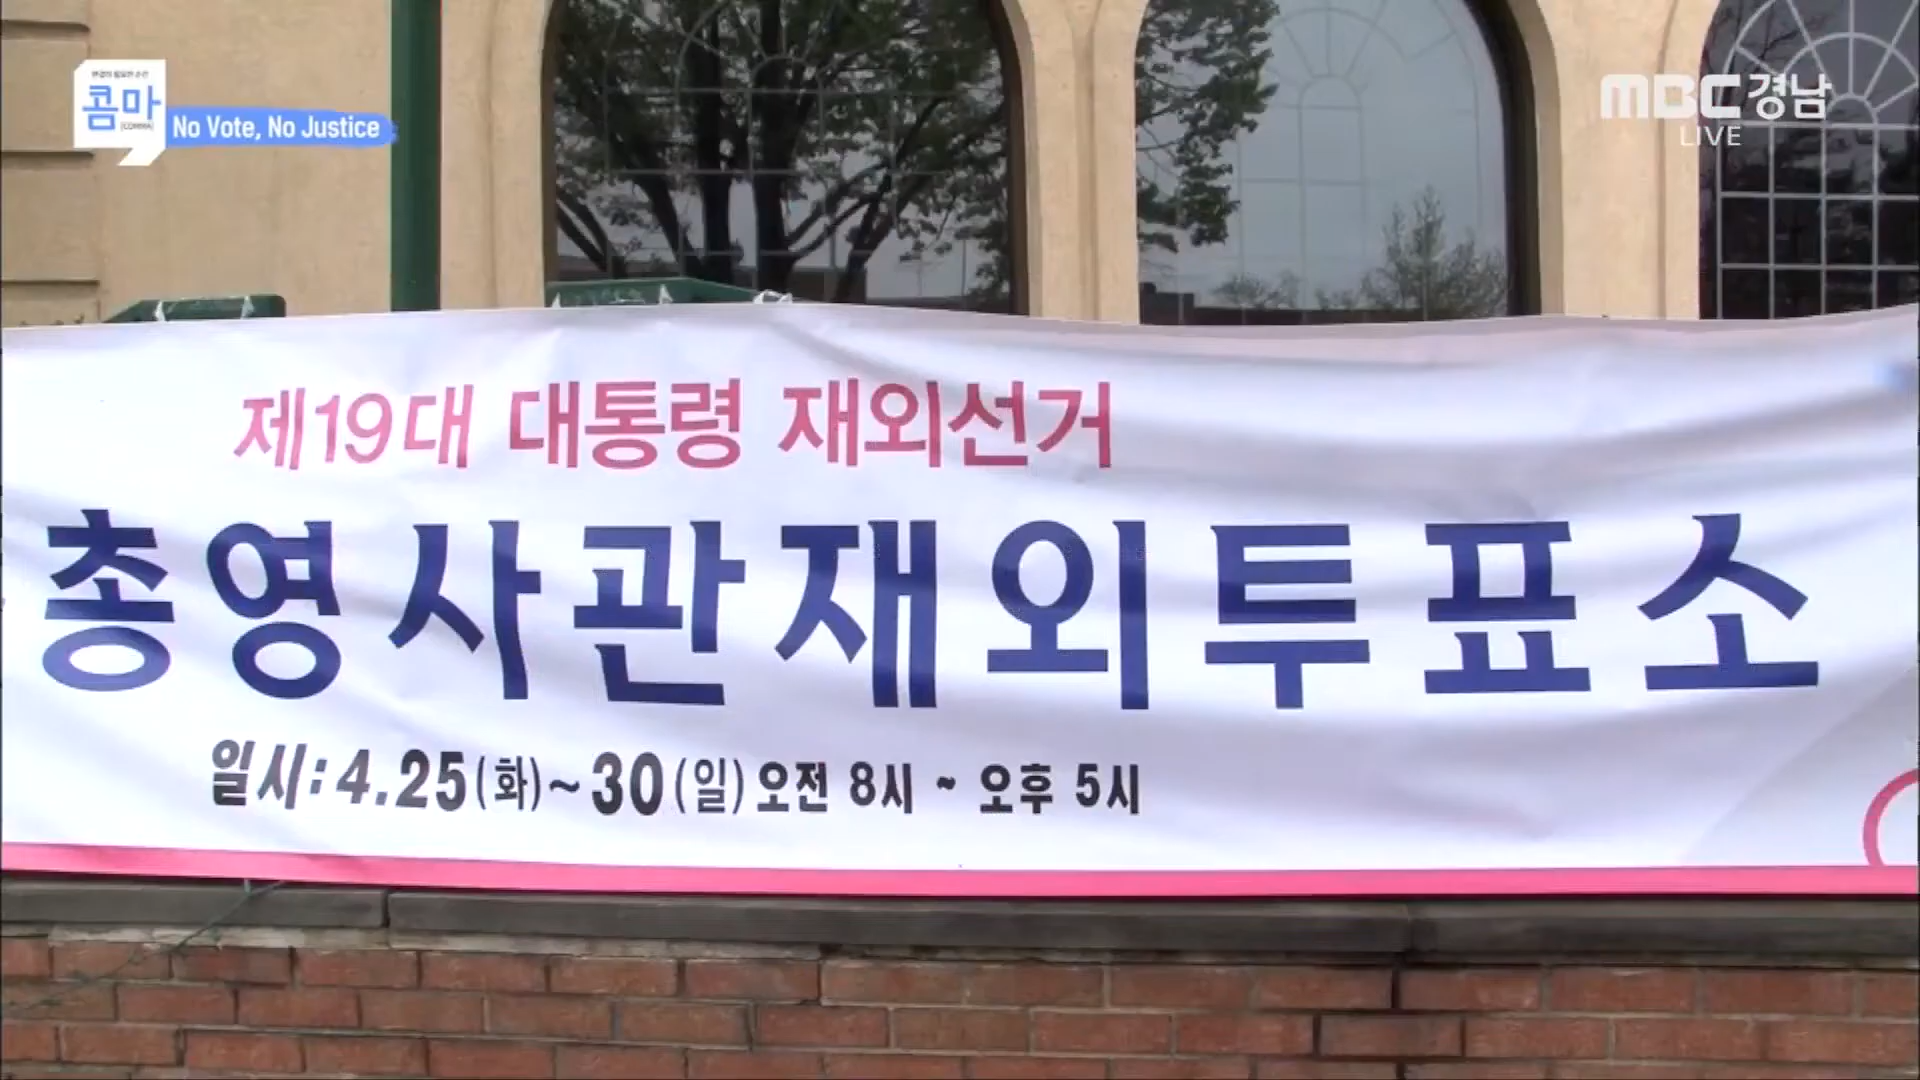 콤마
(COMMA)
No Vote, No Justice
MBC경남
LIVE
제19대 대통령 재외선거
총영사관재외투표소
일시:4.25(화)~30(일) 오전 8시 ~ 오후 5시